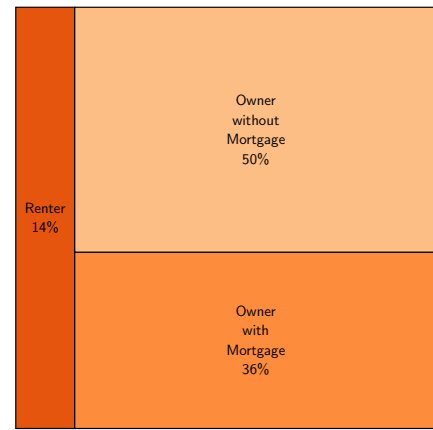 Owner
without
Mortgage
50%
Renter
14%
Owner
with
Mortgage
36%